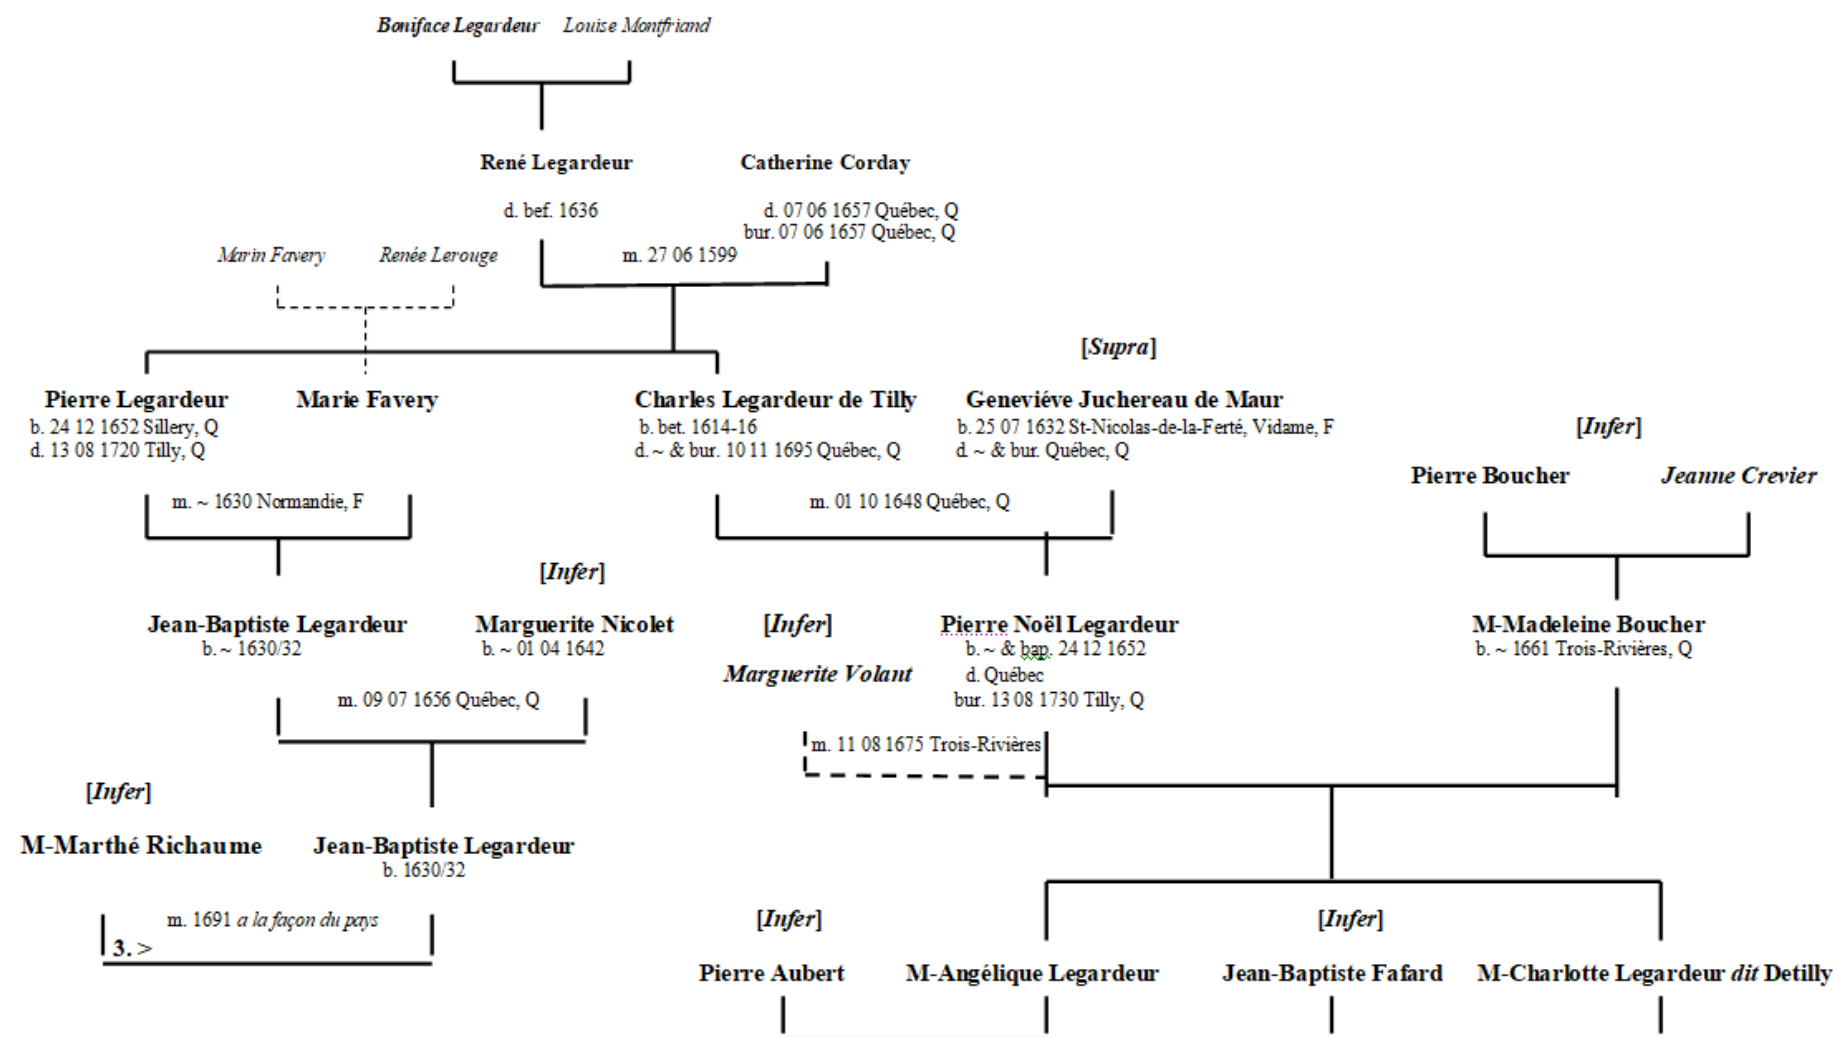 Boniface Legardeur Louise Montfriand
René Legardeur Catherine Corday
d. bef. 1636 d. 07 06 1657 Québec, Q
bur. 07 06 1657 Québec, Q
Marin Favery Renée Lerouge m. 27 06 1599
[Supra]
Pierre Legardeur Marie Favery Charles Legardeur de Tilly Geneviéve Juchereau de Maur
b. 24 12 1652 Sillery, Q b. bet. 1614-16 b. 25 07 1632 St-Nicolas-de-la-Ferté, Vidame, F [Infer]
d. 13 08 1720 Tilly, Q d. ~ & bur. 10 11 1695 Québec, Q d. ~ & bur. Québec, Q
Pierre Boucher Jeanne Crevier
m. ~ 1630 Normandie, F m. 01 10 1648 Québec, Q
[Infer]
Jean-Baptiste Legardeur Marguerite Nicolet [Infer] Pierre Noël Legardeur M-Madeleine Boucher
b. ~ 1630/32 b. ~ 01 04 1642 b. ~ & bap. 24 12 1652 b. ~ 1661 Trois-Rivières, Q
Marguerite Volant d. Québec
m. 09 07 1656 Québec, Q bur. 13 08 1730 Tilly, Q
m. 11 08 1675 Trois-Rivières
[Infer]
M-Marthé Richaume Jean-Baptiste Legardeur
b. 1630/32
m. 1691 a la façon du pays [Infer] [Infer]
3. >
Pierre Aubert M-Angélique Legardeur Jean-Baptiste Fafard M-Charlotte Legardeur dit Detilly